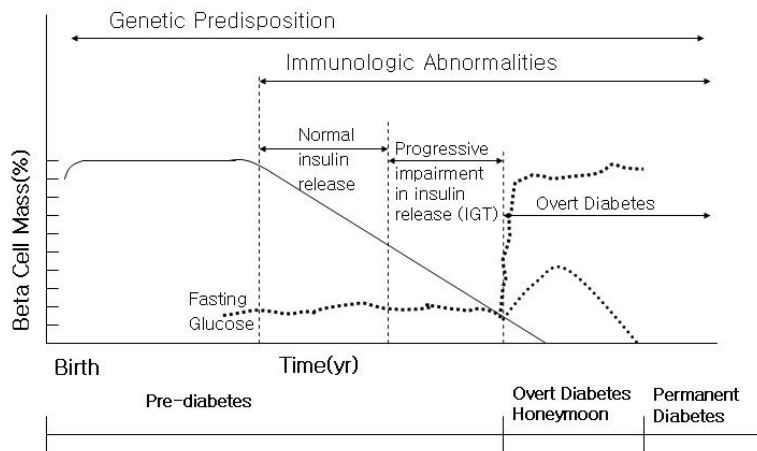 Genetic Predisposition
Immunologic Abnormalities
Normal
insulin
release
Progressive
impairment
in insulin
release (IGT)
Overt Diabetes
Beta Cell Mass(%)
Fasting
Glucose
Birth
Time(yr)
Pre-diabetes
Overt Diabetes
Honeymoon
Permanent
Diabetes